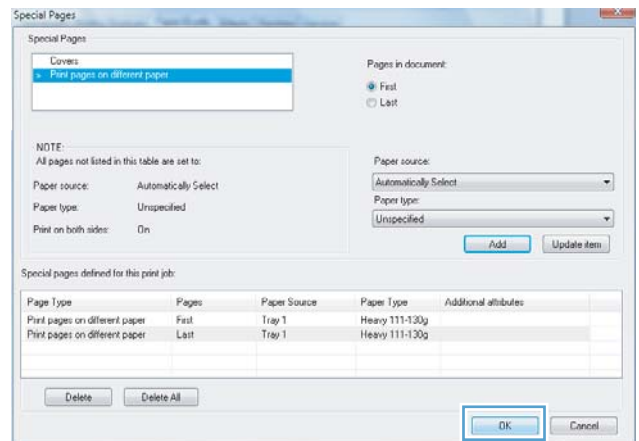 Special Pages
Special Pages
Covers
> Print pages on different paper
Pages in document:
First
Last
NOTE:
All pages not listed in this table are set to:
Paper source: Automatically Select
Paper type: Unspecified
Print on both sides: On
Paper source:
Automatically Select
Paper type:
Unspecified
Add Update item
Special pages defined for this print job:
Page Type Pages Paper Source Paper Type Additional attributes
Print pages on different paper First Tray 1 Heavy 111-130g
Print pages on different paper Last Tray 1 Heavy 111-130g
Delete Delete All
OK Cancel